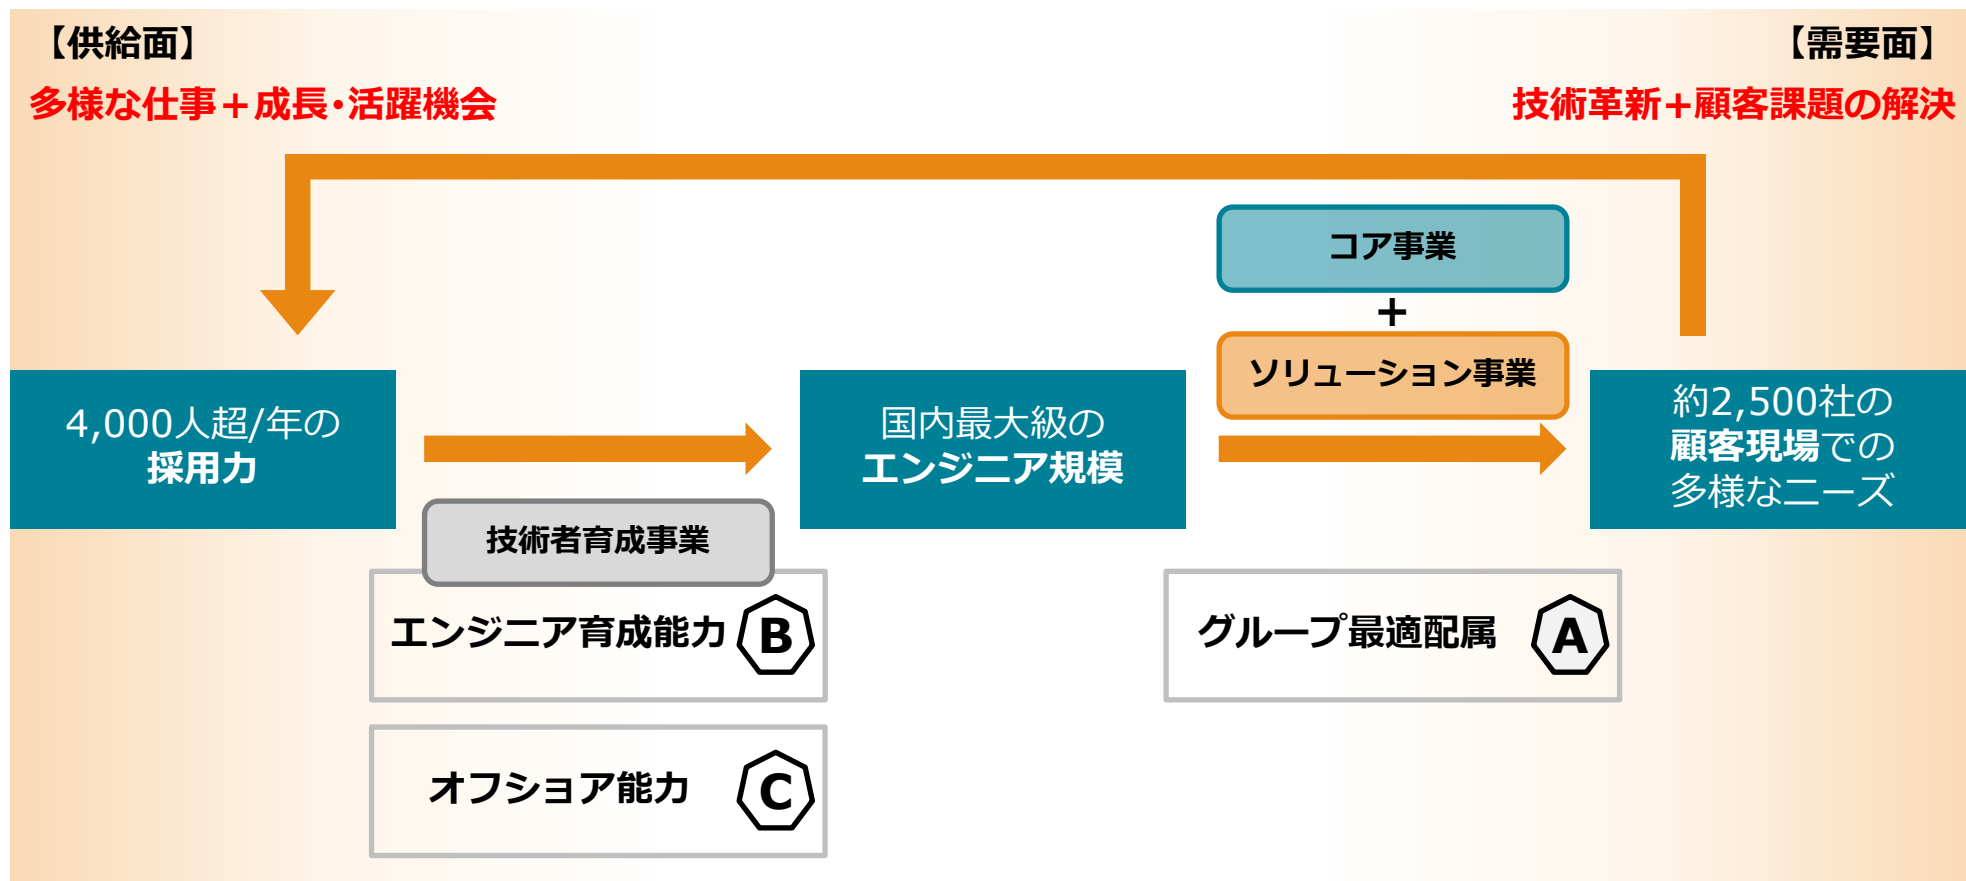 【供給面】
多様な仕事+成長・活躍機会
【需要面】
技術革新+顧客課題の解決
コア事業
+
ソリューション事業
4,000人超/年の
採用力
国内最大級の
エンジニア規模
約2,500社の
顧客現場での
多様なニーズ
技術者育成事業
エンジニア育成能力 B
グループ最適配属 A
オフショア能力 C